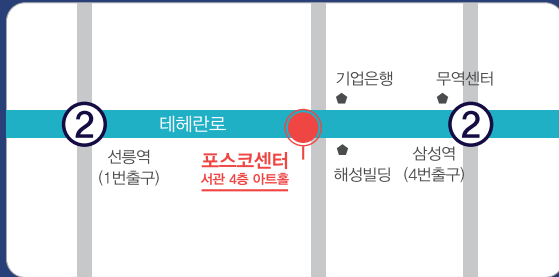 기업은행
무역센터
2
테헤란로
2
선릉역
(1번출구)
포스코센터
서관 4층 아트홀
해성빌딩
삼성역
(4번출구)